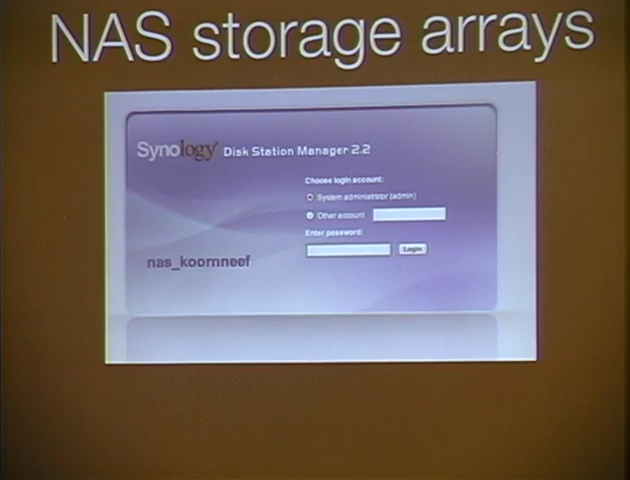 NAS storage arrays
Synology Disk Station Manager 2.2
Choose login account:
System administrator (admin)
Other account
Enter password:
Login
nas_koornneef